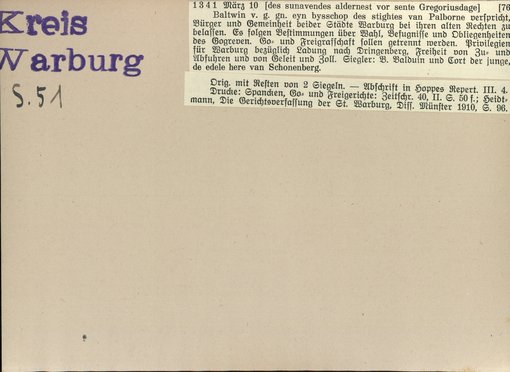 Kreis
Warburg
S. 51
1341 März 10 [des sunavendes aldernest vor sente Gregoriusdage] [76
Baltwin v. g. gn. eyn bysschop des stightes van Palborne verspricht,
Bürger und Gemeinheit beider Städte Warburg bei ihren alten Rechten zu
belassen. Es folgen Bestimmungen über Wahl, Befugnisse und Obliegenheiten
des Gogreven. Go- und Freigrafschaft sollen getrennt werden. Privilegien
für Warburg bezüglich Ladung nach Dringenberg, Freiheit von Zu- und
Abfuhren und von Geleit und Zoll. Siegler: B. Balduin und Cort der junge,
de edele here van Schonenberg.
Orig. mit Resten von 2 Siegeln. — Abschrift in Hoppes Repert. III. 4.
Drucke: Spancken, Go- und Freigerichte: Zeitschr. 40, II. S. 50 f.; Heidt-
mann, Die Gerichtsverfassung der St. Warburg, Diss. Münster 1910, S. 96.